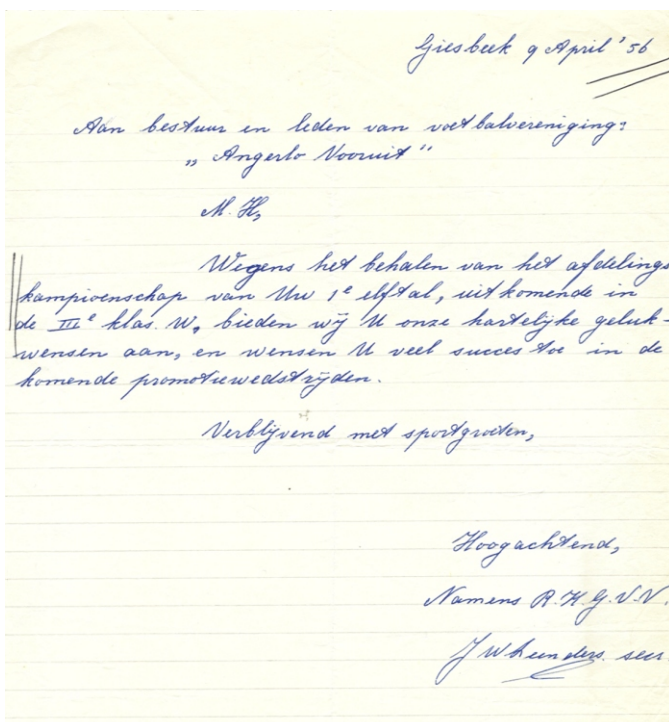 Giesbeek 9 April '56
Aan bestuur en leden van voetbalvereniging:
„ Angerlo Vooruit "
M. H,
Wegens het behalen van het afdelings
kampioenschap van Uw 1e elftal, uitkomende in
de IIIe klas. W, bieden wij U onze hartelijke geluk-
wensen aan, en wensen U veel succes toe in de
komende promotiewedstrijden.
Verblijvend met sportgroeten,
Hoogachtend,
Namens R.K.G.V.V.
J W Leenders. secr